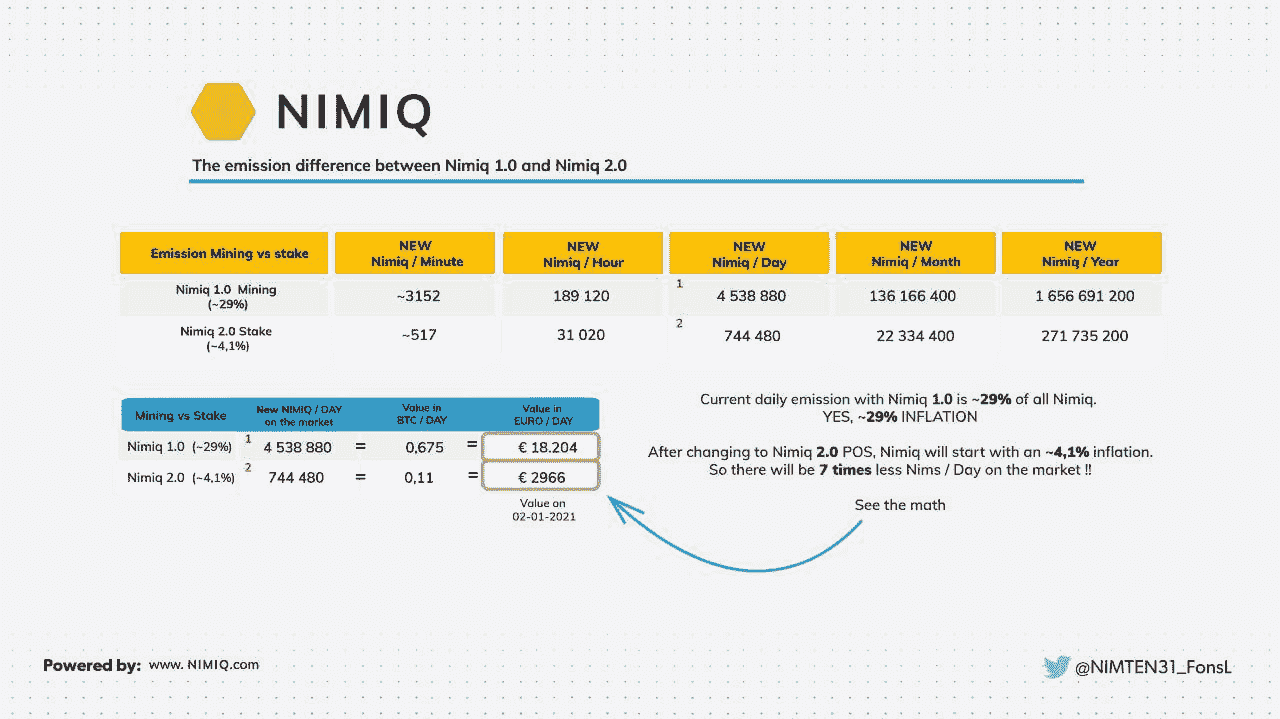 NIMIQ
The emission difference between Nimiq 1.0 and Nimiq 2.0
Emission Mining vs stake
NEW
Nimiq / Minute
NEW
Nimiq / Hour
NEW
Nimiq / Day
NEW
Nimiq / Month
NEW
Nimiq / Year
Nimiq 1.0 Mining
(~29%)
~3152
189 120
1
4 538 880
136 166 400
1 656 691 200
Nimiq 2.0 Stake
(~4,1%)
~517
31 020
2
744 480
22 334 400
271 735 200
Mining vs Stake
New NIMIQ / DAY
on the market
Value in
BTC / DAY
Value in
EURO / DAY
Nimiq 1.0 (~29%)
1
4 538 880
=
0,675
=
€ 18.204
Nimiq 2.0 (~4,1%)
2
744 480
=
0,11
=
€ 2966
Value on
02-01-2021
Current daily emission with Nimiq 1.0 is ~29% of all Nimiq.
YES, ~29% INFLATION
After changing to Nimiq 2.0 POS, Nimiq will start with an ~4,1% inflation.
So there will be 7 times less Nims / Day on the market !!
See the math
Powered by: www. NIMIQ.com
@NIMTEN31_FonsL